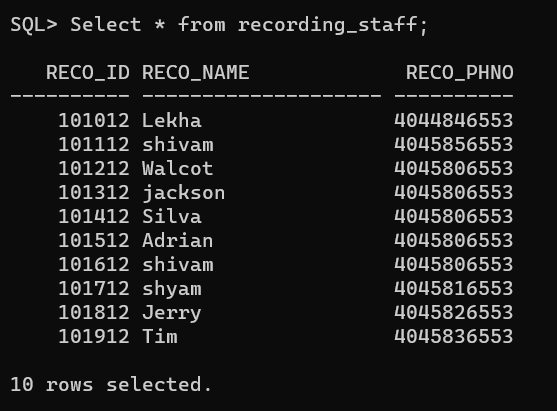 SQL> Select * from recording_staff;
RECO_ID RECO_NAME RECO_PHNO
---------- -------------------- ----------
101012 Lekha 4044846553
101112 shivam 4045856553
101212 Walcot 4045806553
101312 jackson 4045806553
101412 Silva 4045806553
101512 Adrian 4045806553
101612 shivam 4045806553
101712 shyam 4045816553
101812 Jerry 4045826553
101912 Tim 4045836553
10 rows selected.